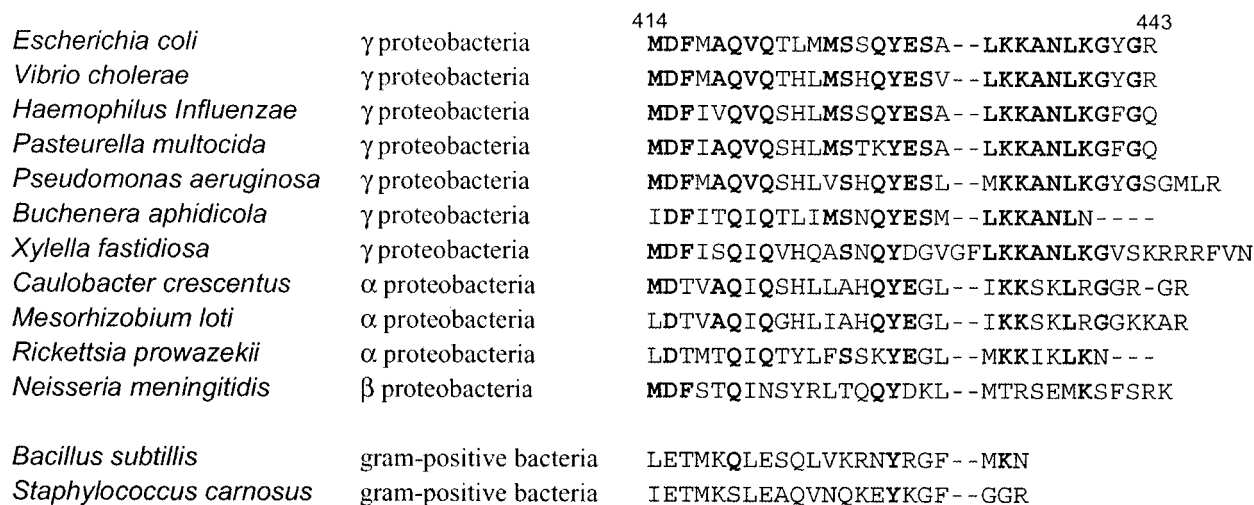 414 443
Escherichia coli γ proteobacteria MDFMAQVQTLMMSSQYESA--LKKANLKGYGR
Vibrio cholerae γ proteobacteria MDFMAQVQTHLMSHQYESV--LKKANLKGYGR
Haemophilus Influenzae γ proteobacteria MDFIVQVQSHLMSSQYESA--LKKANLKGFGQ
Pasteurella multocida γ proteobacteria MDFIAQVQSHLMSTKYESA--LKKANLKGFGQ
Pseudomonas aeruginosa γ proteobacteria MDFMAQVQSHLVSHQYESL--MKKANLKGYGSGMLR
Buchenera aphidicola γ proteobacteria IDFITQIQTLIMSNQYESM--LKKANLN----
Xylella fastidiosa γ proteobacteria MDFISQIQVHQASNQYDGVGFLKKANLKGVSKRRRFVN
Caulobacter crescentus α proteobacteria MDTVAQIQSHLLAHQYEGL--IKKSKLRGGR-GR
Mesorhizobium loti α proteobacteria LDTVAQIQGHLIAHQYEGL--IKKSKLRGGKKAR
Rickettsia prowazekii α proteobacteria LDTMTQIQTYLFSSKYEGL--MKKIKLKN---
Neisseria meningitidis β proteobacteria MDFSTQINSYRLTQQYDKL--MTRSEMKSFSRK
Bacillus subtillis gram-positive bacteria LETMKQLESQLVKRNYRGF--MKN
Staphylococcus carnosus gram-positive bacteria IETMKSLEAQVNQKEYKGF--GGR